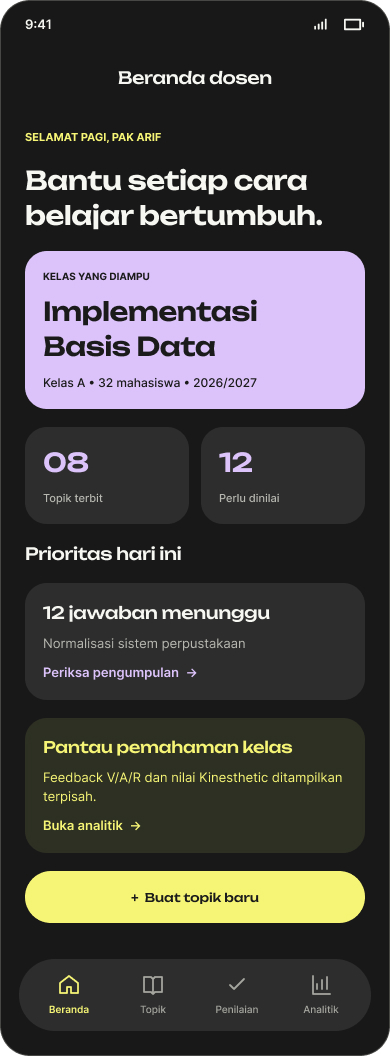 9:41
Beranda dosen
SELAMAT PAGI, PAK ARIF
Bantu setiap cara
belajar bertumbuh.
KELAS YANG DIAMPU
Implementasi
Basis Data
Kelas A • 32 mahasiswa • 2026/2027
08
12
Topik terbit
Perlu dinilai
Prioritas hari ini
12 jawaban menunggu
Normalisasi sistem perpustakaan
Periksa pengumpulan →
Pantau pemahaman kelas
Feedback V/A/R dan nilai Kinesthetic ditampilkan
terpisah.
Buka analitik →
+ Buat topik baru
Beranda
Topik
Penilaian
Analitik